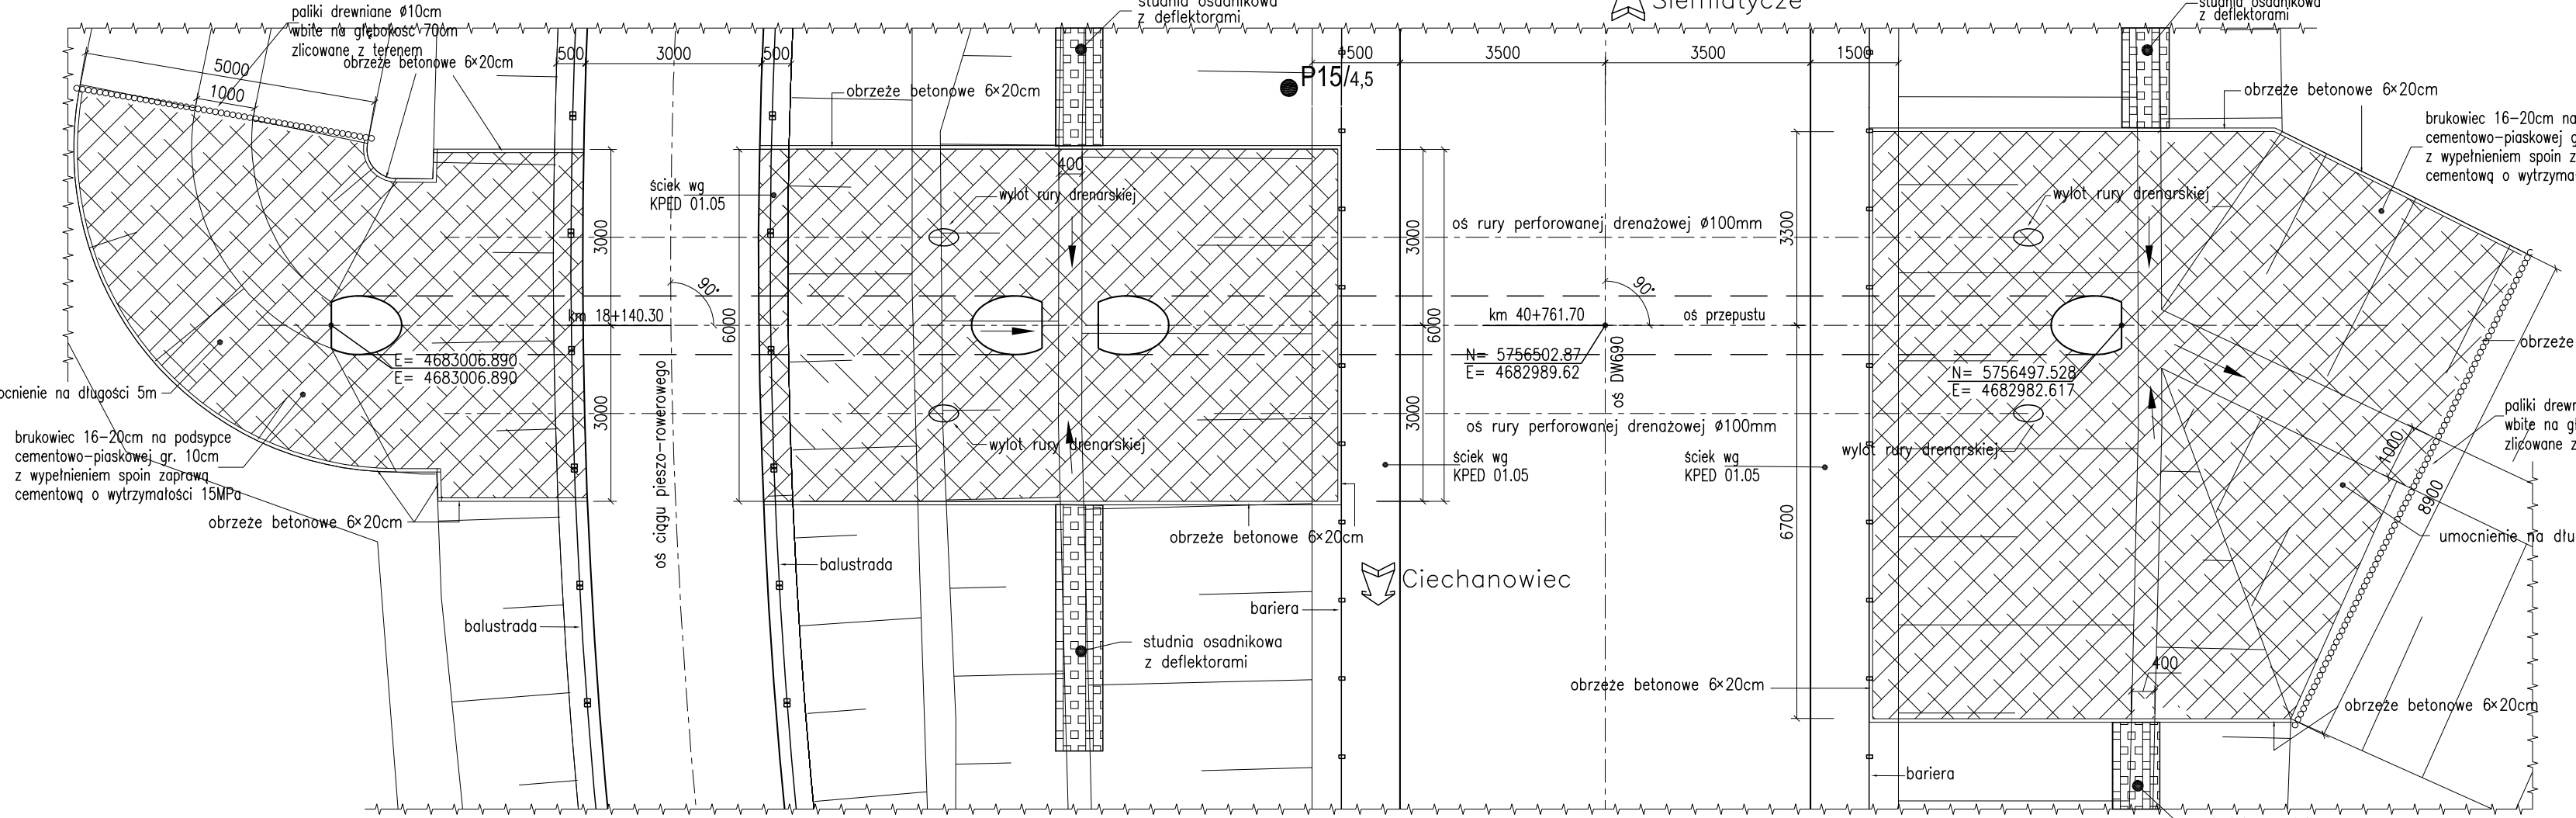 paliki drewniane Ø10cm
wbite na głębokość 70cm
zlicowane z terenem
obrzeże betonowe 6×20cm
5000
1000
500
3000
500
studnia osadnikowa
z deflektorami
Siemiatycze
P15/4,5
3500
3500
1500
studnia osadnikowa
z deflektorami
obrzeże betonowe 6×20cm
obrzeże betonowe 6×20cm
brukowiec 16-20cm na
z wypełnieniem spoin z
400
ściek wg
KPED 01.05
wylot rury drenarskiej
wylot rury drenarskiej
3000
3000
oś rury perforowanej drenażowej Ø100mm
3300
90°
90°
km 18+140.30
6000
6000
km 40+761.70
oś przepustu
E= 4683006.890
E= 4683006.890
N= 5756502.87
E= 4682989.62
oś DW690
N= 5756497.528
E= 4682982.617
obrzeże
na długości 5m
oś ciągu pieszo-rowerowego
3000
3000
oś rury perforowanej drenażowej Ø100mm
wylot rury drenarskiej
wylot rury drenarskiej
brukowiec 16-20cm na podsypce
cementowo-piaskowej gr. 10cm
z wypełnieniem spoin zaprawą
cementową o wytrzymałości 15MPa
obrzeże betonowe 6×20cm
ściek wg
KPED 01.05
ściek wg
KPED 01.05
paliki
wbite na
zlicowane z
1000
8900
6700
obrzeże betonowe 6×20cm
umocnienie na
balustrada
Ciechanowiec
bariera
balustrada
studnia osadnikowa
z deflektorami
400
obrzeże betonowe 6×20cm
obrzeże betonowe 6×20cm
bariera